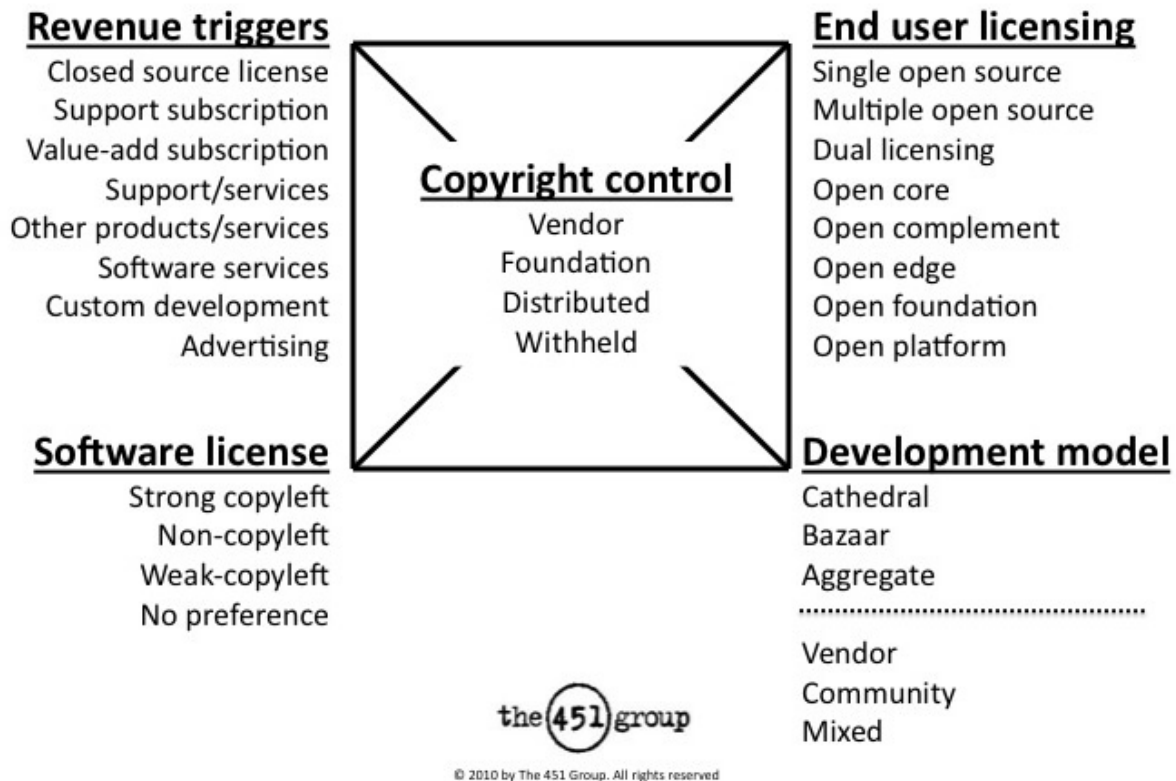 Revenue triggers
Closed source license
Support subscription
Value-add subscription
Support/services
Other products/services
Software services
Custom development
Advertising
End user licensing
Single open source
Multiple open source
Dual licensing
Open core
Open complement
Open edge
Open foundation
Open platform
Copyright control
Vendor
Foundation
Distributed
Withheld
Software license
Strong copyleft
Non-copyleft
Weak-copyleft
No preference
Development model
Cathedral
Bazaar
Aggregate
Vendor
Community
Mixed
the 451 group
© 2010 by The 451 Group. All rights reserved